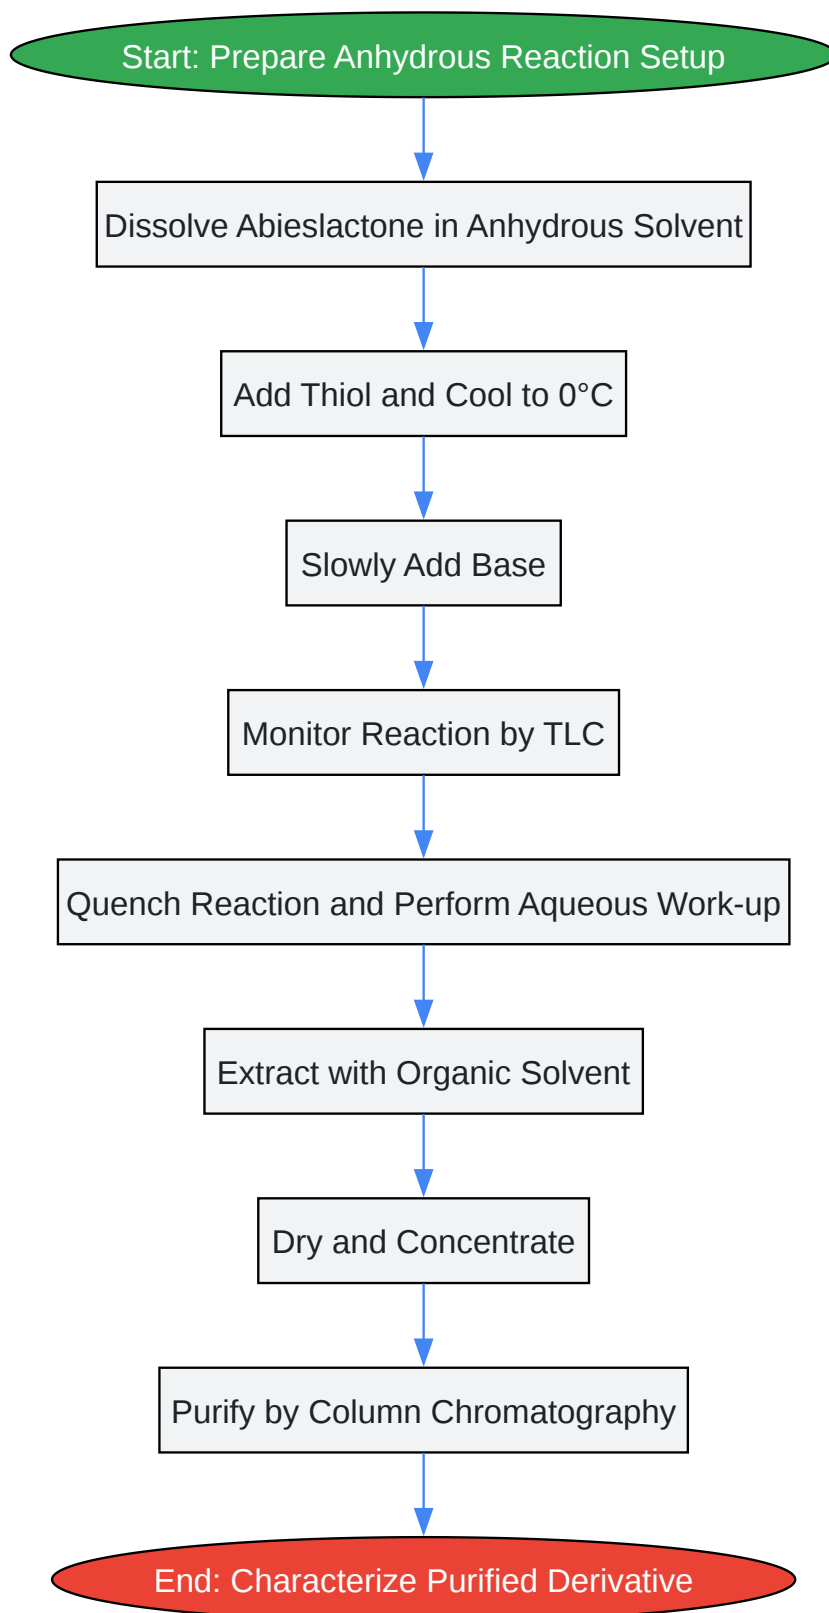 Start: Prepare Anhydrous Reaction Setup
Dissolve Abieslactone in Anhydrous Solvent
Add Thiol and Cool to 0°C
Slowly Add Base
Monitor Reaction by TLC
Quench Reaction and Perform Aqueous Work-up
Extract with Organic Solvent
Dry and Concentrate
Purify by Column Chromatography
End: Characterize Purified Derivative